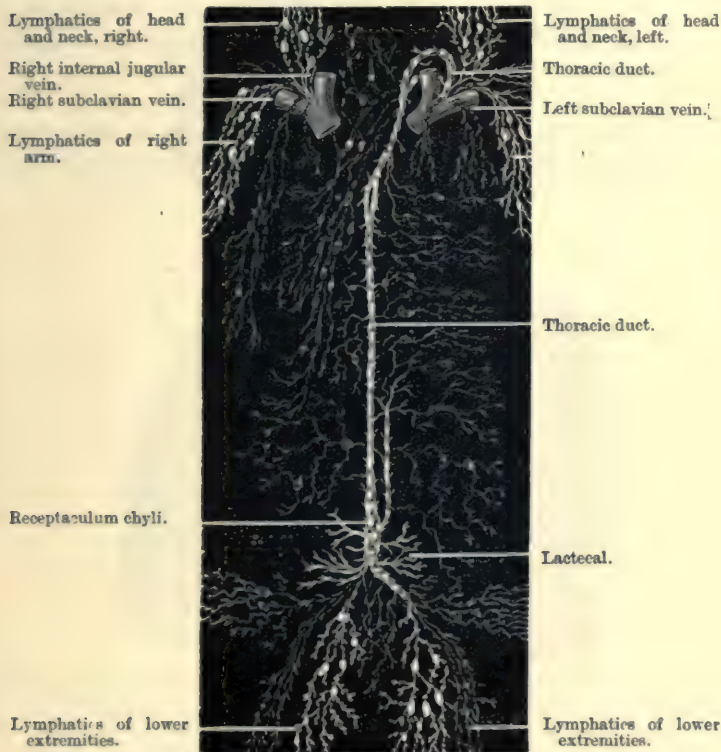 Lymphatics of head
and neck, right.
Right internal jugular
vein.
Right subclavian vein.
Lymphatics of right
arm.
Receptaculum chyli.
Lymphatics of lower
extremities.
Lymphatics of head
and neck, left.
Thoracic duct.
Left subclavian vein.
Thoracic duct.
Lacteal.
Lymphatics of lower
extremities.